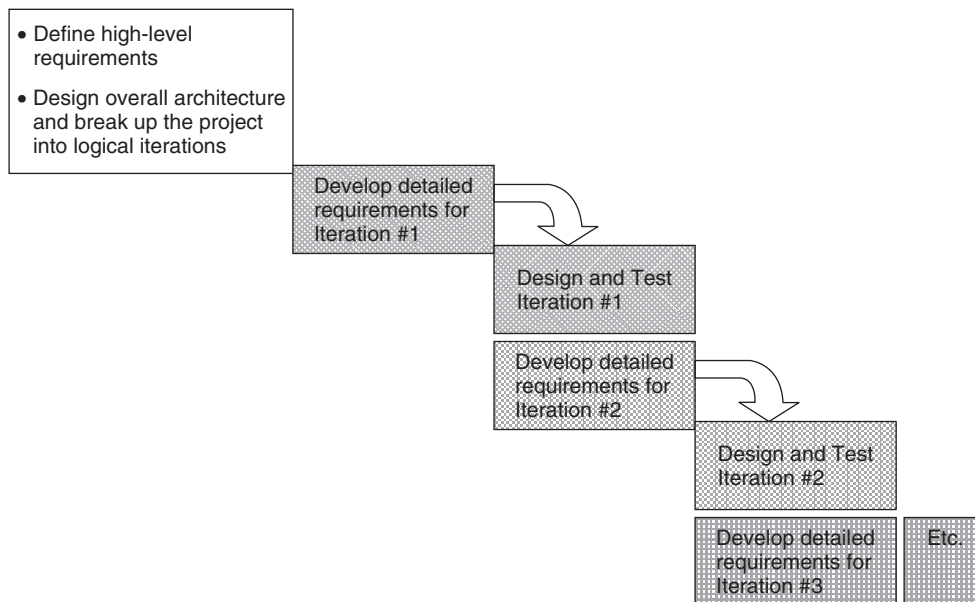 • Define high-level
requirements
• Design overall architecture
and break up the project
into logical iterations
Develop detailed
requirements for
Iteration #1
Design and Test
Iteration #1
Develop detailed
requirements for
Iteration #2
Design and Test
Iteration #2
Develop detailed
requirements for
Iteration #3
Etc.